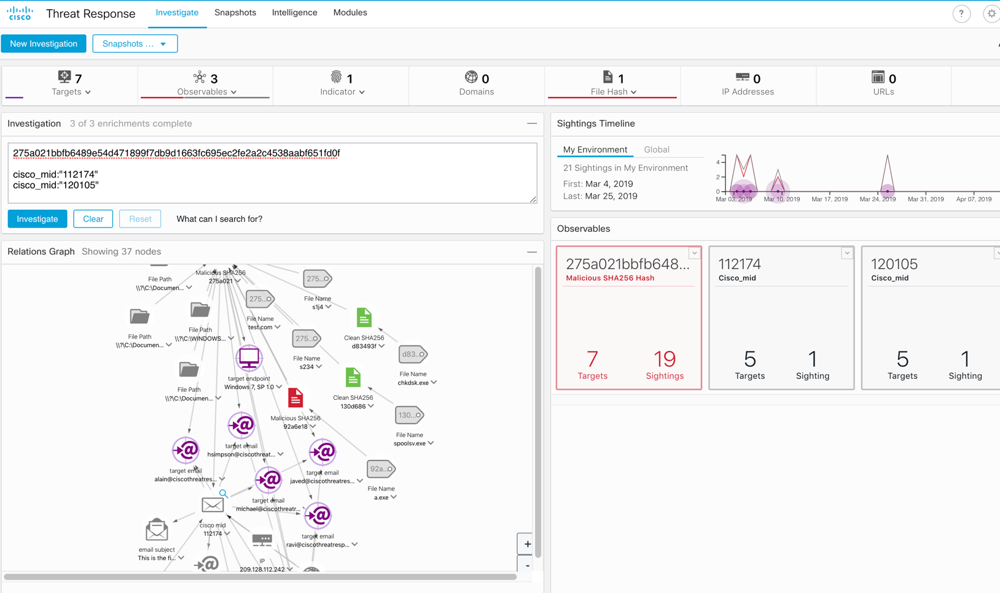 cisco Threat Response Investigate Snapshots Intelligence Modules ?
New Investigation Snapshots ...
7 3 1 0 1 0 0
Targets Observables Indicator Domains File Hash IP Addresses URLs
Investigation 3 of 3 enrichments complete
275a021bbfb6489e54d471899f7db9d1663fc695ec2fe2a2c4538aabf651fd0f
cisco_mid:"112174"
cisco_mid:"120105"
Investigate Clear Reset What can I search for?
Sightings Timeline
My Environment Global
21 Sightings in My Environment
First: Mar 4, 2019
Last: Mar 25, 2019
4
2
0
Mar 03, 2019 Mar 10, 2019 Mar 17, 2019 Mar 24, 2019 Mar 31, 2019 Apr 07, 2019
Relations Graph Showing 37 nodes
Malicious SHA256
275a021
File Path
\\?\C:\Documen...
275...
File Name
s1j4
275...
File Name
test.com
File Path
\\?\C:\WINDOWS...
File Path
\\?\C:\Documen...
Clean SHA256
d83493f
275...
File Name
s234
d83...
File Name
chkdsk.exe
target endpoint
Windows 7, SP 1.0
File Path
\\?\C:\Documen...
Clean SHA256
130d686
Malicious SHA256
92a6e18
130...
File Name
spoolsv.exe
target email
hsimpson@ciscothreat...
target email
alain@ciscothreatres...
target email
javed@ciscothreatres...
92a...
File Name
a.exe
target email
michael@ciscothreatr...
cisco mid
112174
target email
ravi@ciscothreatresp...
email subject
This is the fi...
IP
209.128.112.242
+
-
Observables
275a021bbfb648...
Malicious SHA256 Hash
7 19
Targets Sightings
112174
Cisco_mid
5 1
Targets Sighting
120105
Cisco_mid
5 1
Targets Sighting